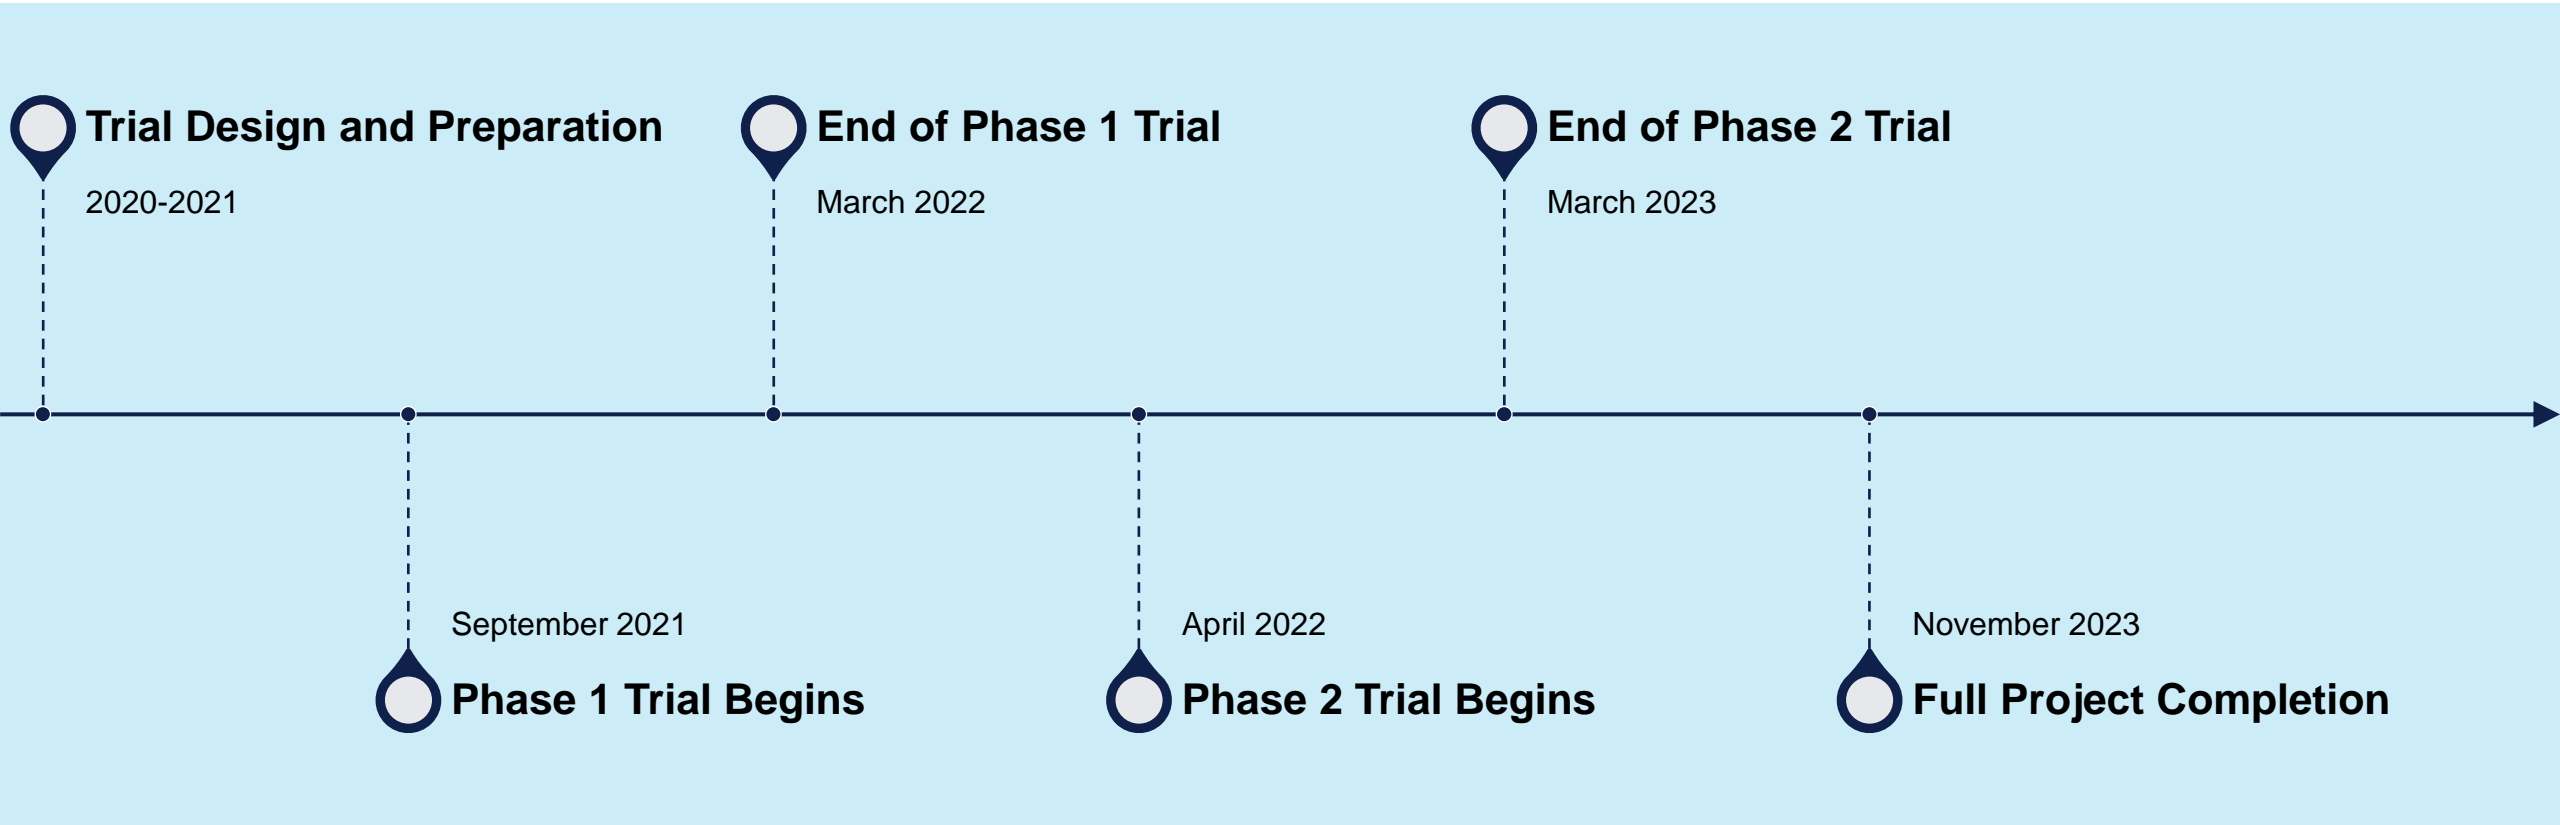 Trial Design and Preparation
2020-2021
September 2021
Phase 1 Trial Begins
End of Phase 1 Trial
March 2022
April 2022
Phase 2 Trial Begins
End of Phase 2 Trial
March 2023
November 2023
Full Project Completion